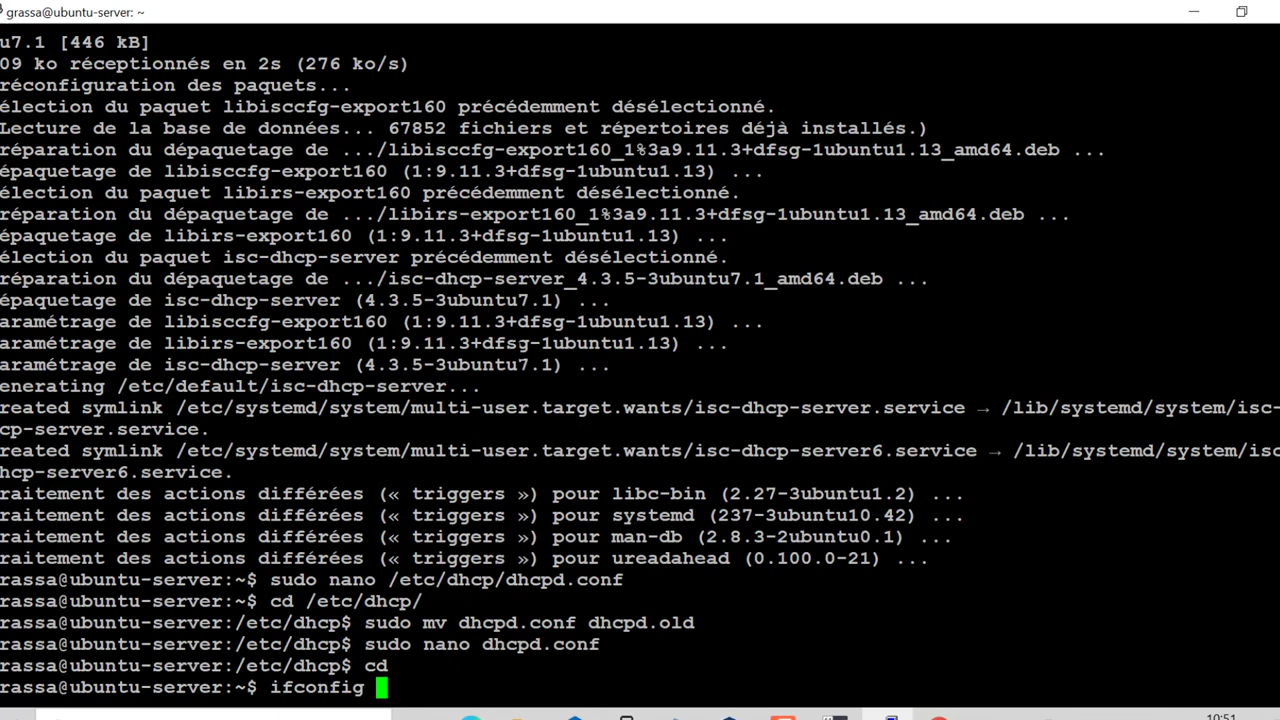 grassa@ubuntu-server: ~
u7.1 [446 kB]
09 ko réceptionnés en 2s (276 ko/s)
réconfiguration des paquets...
élection du paquet libisccfg-export160 précédemment désélectionné.
Lecture de la base de données... 67852 fichiers et répertoires déjà installés.)
réparation du dépaquetage de .../libisccfg-export160_1%3a9.11.3+dfsg-1ubuntu1.13_amd64.deb ...
épaquetage de libisccfg-export160 (1:9.11.3+dfsg-1ubuntu1.13) ...
élection du paquet libirs-export160 précédemment désélectionné.
réparation du dépaquetage de .../libirs-export160_1%3a9.11.3+dfsg-1ubuntu1.13_amd64.deb ...
épaquetage de libirs-export160 (1:9.11.3+dfsg-1ubuntu1.13) ...
élection du paquet isc-dhcp-server précédemment désélectionné.
réparation du dépaquetage de .../isc-dhcp-server_4.3.5-3ubuntu7.1_amd64.deb ...
épaquetage de isc-dhcp-server (4.3.5-3ubuntu7.1) ...
aramétrage de libisccfg-export160 (1:9.11.3+dfsg-1ubuntu1.13) ...
aramétrage de libirs-export160 (1:9.11.3+dfsg-1ubuntu1.13) ...
aramétrage de isc-dhcp-server (4.3.5-3ubuntu7.1) ...
enerating /etc/default/isc-dhcp-server...
reated symlink /etc/systemd/system/multi-user.target.wants/isc-dhcp-server.service → /lib/systemd/system/isc-
cp-server.service.
reated symlink /etc/systemd/system/multi-user.target.wants/isc-dhcp-server6.service → /lib/systemd/system/isc
hcp-server6.service.
raitement des actions différées (« triggers ») pour libc-bin (2.27-3ubuntu1.2) ...
raitement des actions différées (« triggers ») pour systemd (237-3ubuntu10.42) ...
raitement des actions différées (« triggers ») pour man-db (2.8.3-2ubuntu0.1) ...
raitement des actions différées (« triggers ») pour ureadahead (0.100.0-21) ...
rassa@ubuntu-server:~$ sudo nano /etc/dhcp/dhcpd.conf
rassa@ubuntu-server:~$ cd /etc/dhcp/
rassa@ubuntu-server:/etc/dhcp$ sudo mv dhcpd.conf dhcpd.old
rassa@ubuntu-server:/etc/dhcp$ sudo nano dhcpd.conf
rassa@ubuntu-server:/etc/dhcp$ cd
rassa@ubuntu-server:~$ ifconfig
10:51